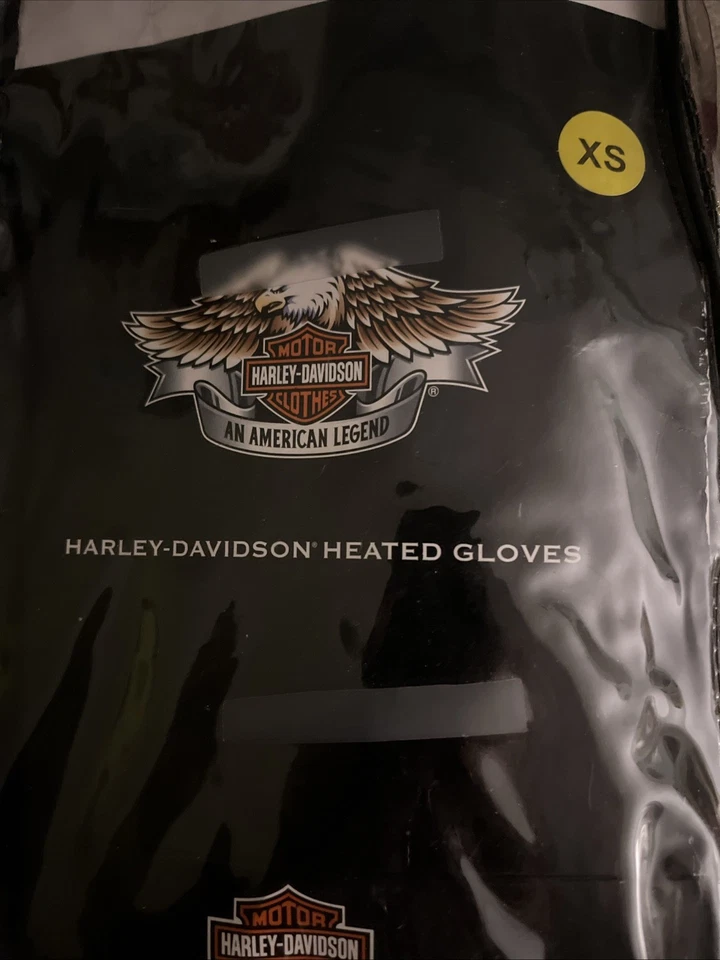 XS
MOTOR
HARLEY-DAVIDSON
CLOTHES
®
AN AMERICAN LEGEND
HARLEY-DAVIDSON® HEATED GLOVES
MOTOR
HARLEY-DAVIDSON